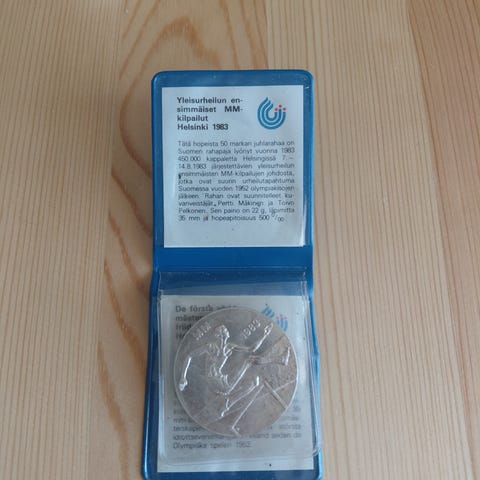 Yleisurheilun en-
simmäiset MM-
kilpailut
Helsinki 1983
Tätä hopeista 50 markan juhlarahaa on
Suomen rahapaja lyönyt vuonna 1983
450 000 kappaletta Helsingissä 7.–
14.8.1983 järjestettävien yleisurheilun
ensimmäisten MM-kilpailujen johdosta,
jotka ovat suurin urheilutapahtuma
Suomessa vuoden 1952 olympiakisojen
jälkeen. Rahan ovat suunnitelleet ku-
vanveistäjät Pertti Mäkinen ja Toivo
Pelkonen. Sen paino on 22 g, läpimitta
35 mm ja hopeapitoisuus 500 ⁰/₀₀
De första
1983
35
Olympiska spelen 1952.